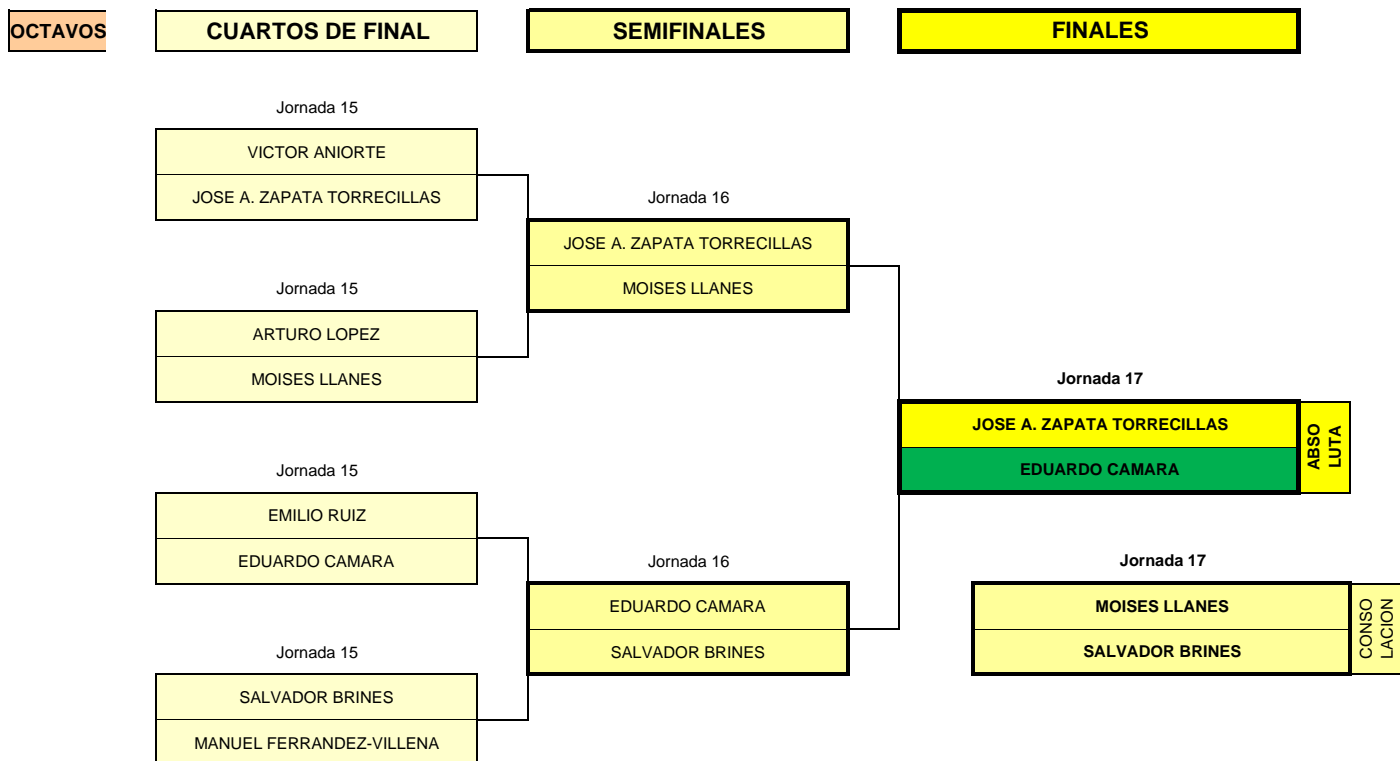 OCTAVOS
CUARTOS DE FINAL
SEMIFINALES
FINALES
Jornada 15
VICTOR ANIORTE
JOSE A. ZAPATA TORRECILLAS
Jornada 15
ARTURO LOPEZ
MOISES LLANES
Jornada 15
EMILIO RUIZ
EDUARDO CAMARA
Jornada 15
SALVADOR BRINES
MANUEL FERRANDEZ-VILLENA
Jornada 16
JOSE A. ZAPATA TORRECILLAS
MOISES LLANES
Jornada 16
EDUARDO CAMARA
SALVADOR BRINES
Jornada 17
JOSE A. ZAPATA TORRECILLAS
EDUARDO CAMARA
ABSO
LUTA
Jornada 17
MOISES LLANES
SALVADOR BRINES
CONSO
LACION